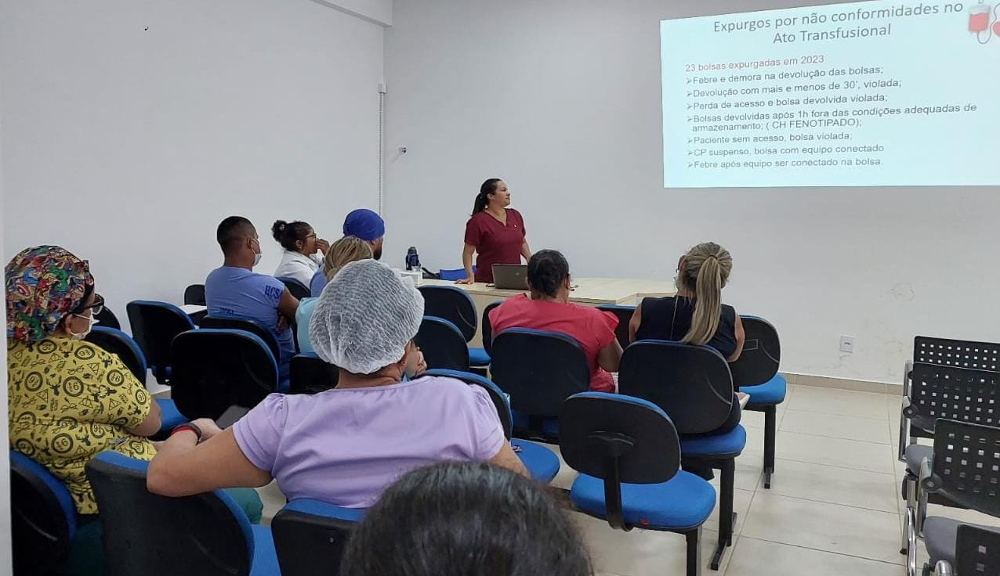 Expurgos por não conformidades no
Ato Transfusional
23 bolsas expurgadas em 2023
➢Febre e demora na devolução das bolsas;
➢Devolução com mais e menos de 30', violada;
➢Perda de acesso e bolsa devolvida violada;
➢Bolsas devolvidas após 1h fora das condições adequadas de
armazenamento; ( CH FENOTIPADO);
➢Paciente sem acesso, bolsa violada;
➢CP suspenso, bolsa com equipo conectado
➢Febre após equipo ser conectado na bolsa.